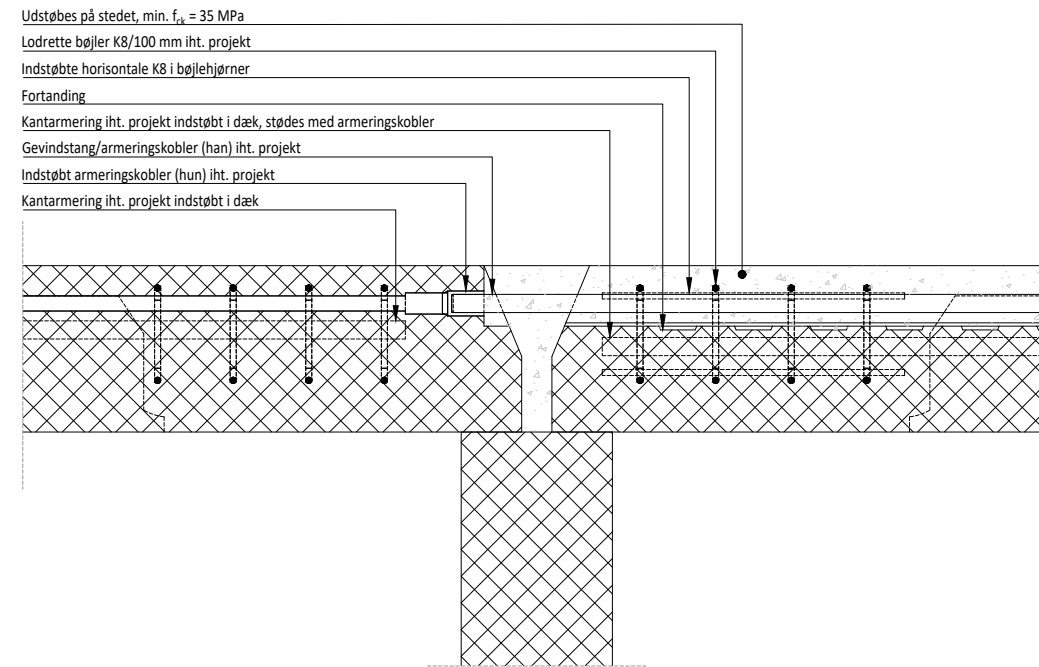 Udstøbes på stedet, min. fck = 35 MPa
Lodrette bøjler K8/100 mm iht. projekt
Indstøbte horisontale K8 i bøjlehjørner
Fortanding
Kantarmering iht. projekt indstøbt i dæk, stødes med armeringskobler
Gevindstang/armeringskobler (han) iht. projekt
Indstøbt armeringskobler (hun) iht. projekt
Kantarmering iht. projekt indstøbt i dæk